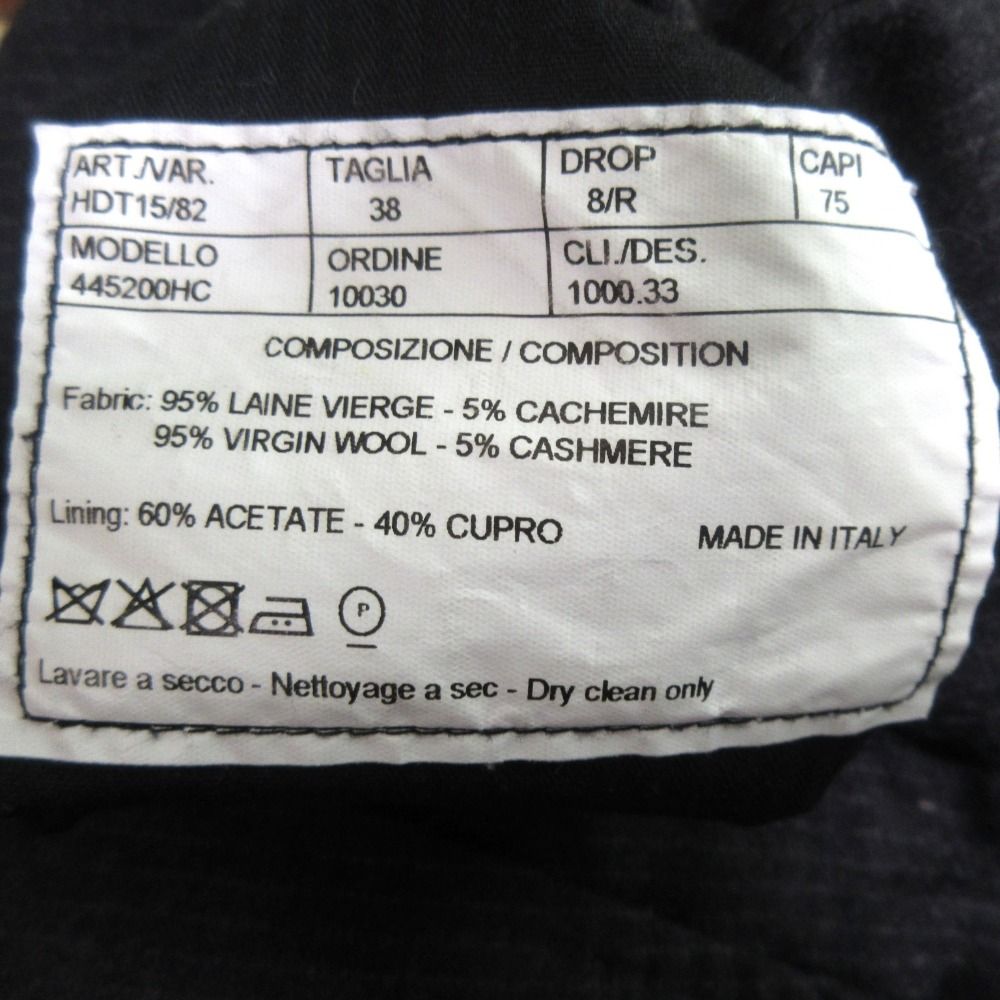 ART./VAR. TAGLIA DROP CAPI
HDT15/82 38 8/R 75
MODELLO ORDINE CLI./DES.
445200HC 10030 1000.33
COMPOSIZIONE / COMPOSITION
Fabric: 95% LAINE VIERGE - 5% CACHEMIRE
95% VIRGIN WOOL - 5% CASHMERE
Lining: 60% ACETATE - 40% CUPRO MADE IN ITALY
P
Lavare a secco - Nettoyage a sec - Dry clean only